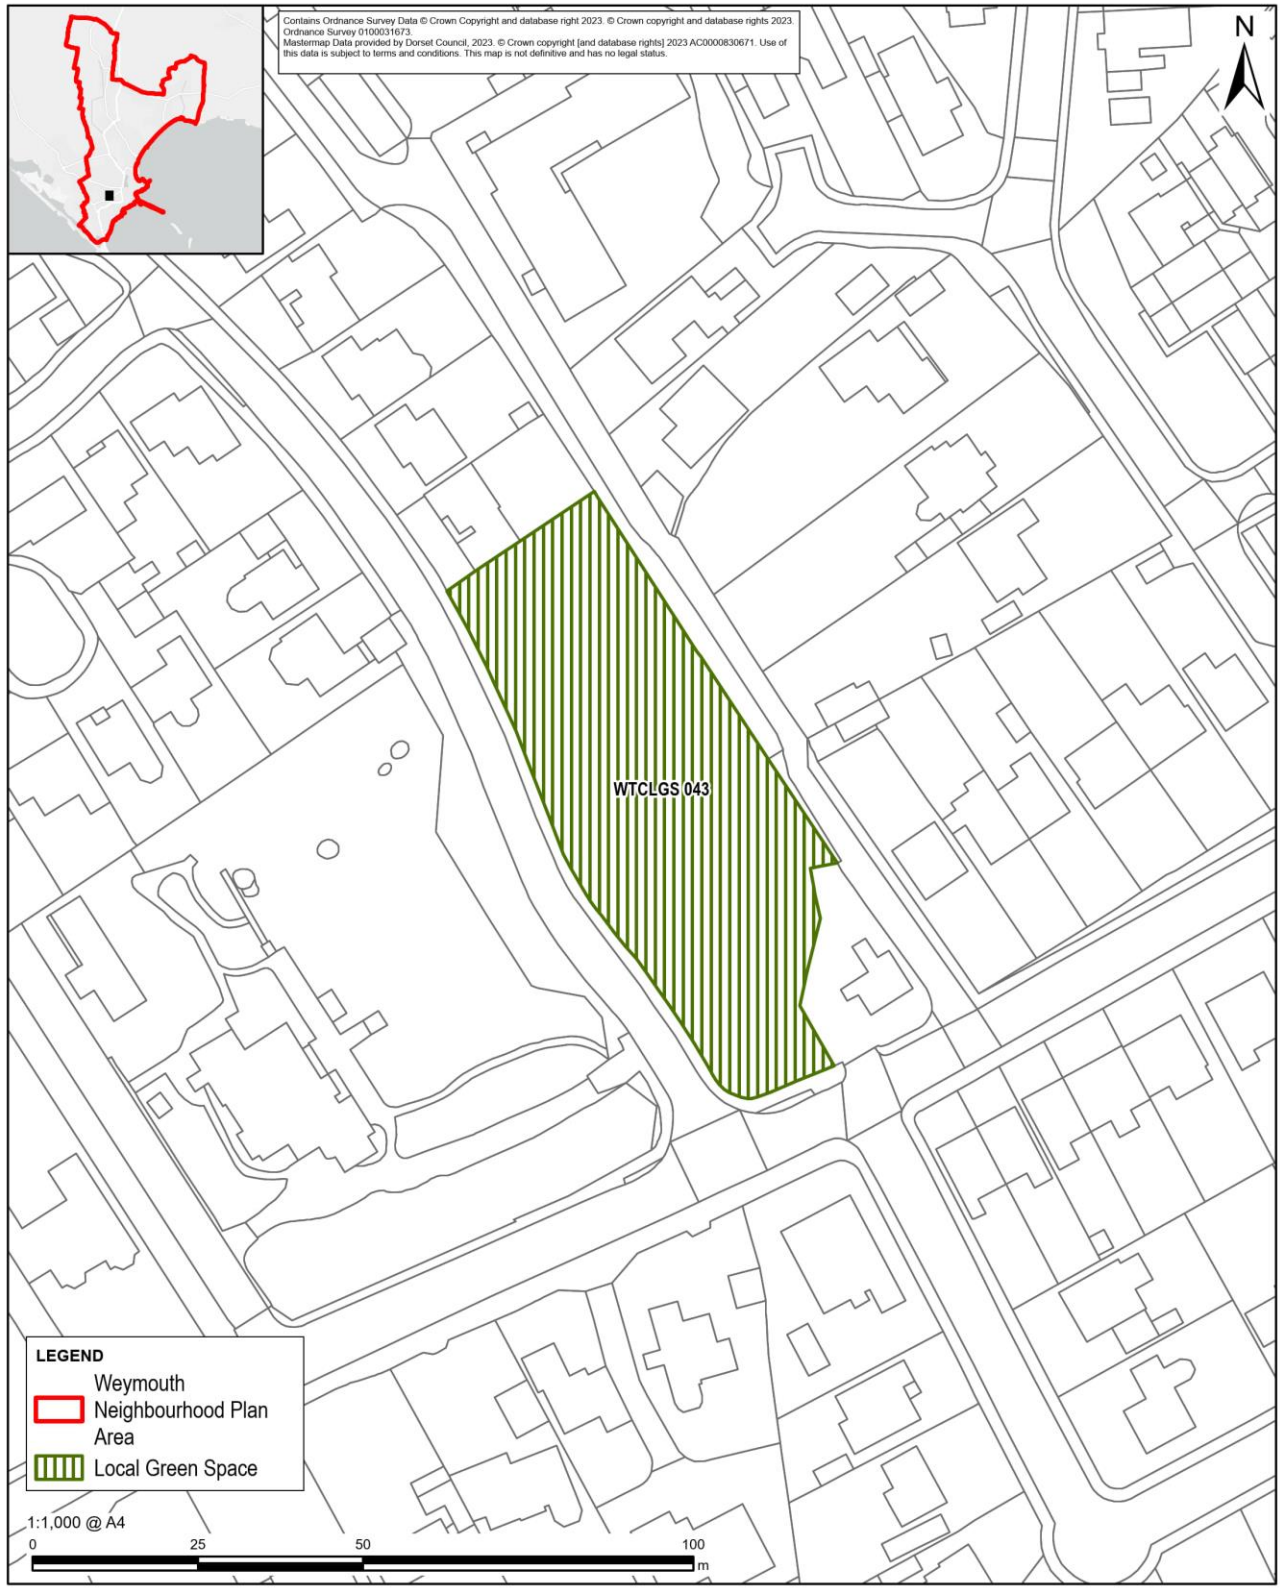 Contains Ordnance Survey Data © Crown Copyright and database right 2023. © Crown copyright and database rights 2023.
Ordnance Survey 0100031673.
Mastermap Data provided by Dorset Council, 2023. © Crown copyright [and database rights] 2023 AC0000830671. Use of
this data is subject to terms and conditions. This map is not definitive and has no legal status.
N
WTCLGS 043
LEGEND
Weymouth
Neighbourhood Plan
Area
Local Green Space
1:1,000 @ A4
0 25 50 100
m